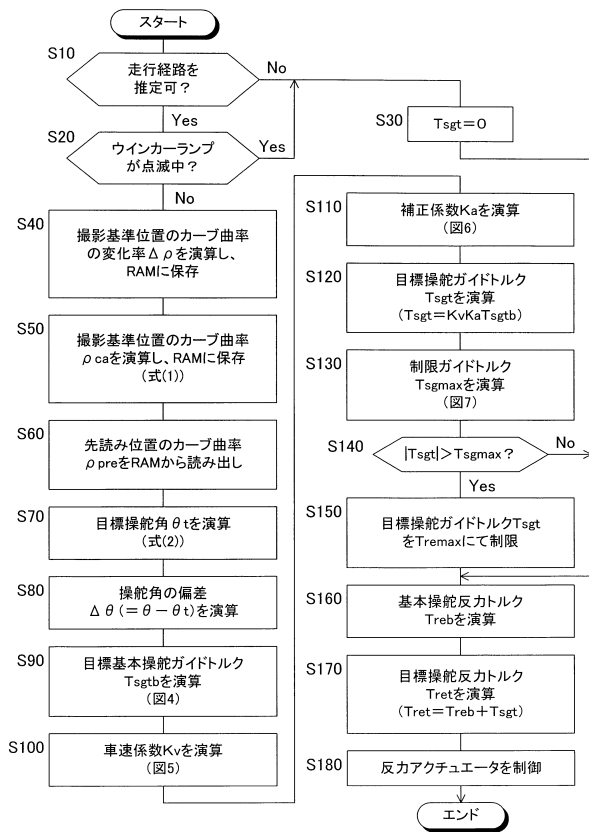 スタート
S10
走行経路を
推定可?
No
Yes
S20
ウインカーランプ
が点滅中?
Yes
No
S30
Tsgt=0
S40
撮影基準位置のカーブ曲率
の変化率Δρを演算し、
RAMに保存
S50
撮影基準位置のカーブ曲率
ρcaを演算し、RAMに保存
(式(1))
S60
先読み位置のカーブ曲率
ρpreをRAMから読み出し
S70
目標操舵角θtを演算
(式(2))
S80
操舵角の偏差
Δθ(=θ-θt)を演算
S90
目標基本操舵ガイドトルク
Tsgtbを演算
(図4)
S100
車速係数Kvを演算
(図5)
S110
補正係数Kaを演算
(図6)
S120
目標操舵ガイドトルク
Tsgtを演算
(Tsgt=KvKaTsgtb)
S130
制限ガイドトルク
Tsgmaxを演算
(図7)
S140
|Tsgt|>Tsgmax?
No
Yes
S150
目標操舵ガイドトルクTsgt
をTremaxにて制限
S160
基本操舵反力トルク
Trebを演算
S170
目標操舵反力トルク
Tretを演算
(Tret=Treb+Tsgt)
S180
反力アクチュエータを制御
エンド